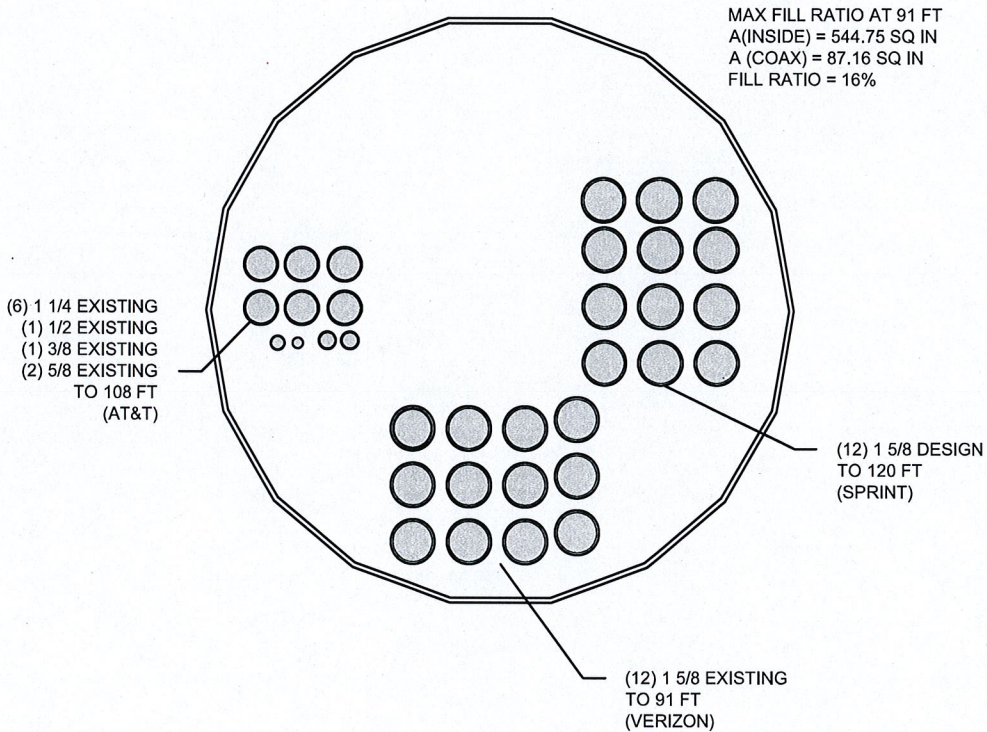 MAX FILL RATIO AT 91 FT
A(INSIDE) = 544.75 SQ IN
A (COAX) = 87.16 SQ IN
FILL RATIO = 16%
(6) 1 1/4 EXISTING
(1) 1/2 EXISTING
(1) 3/8 EXISTING
(2) 5/8 EXISTING
TO 108 FT
(AT&T)
(12) 1 5/8 DESIGN
TO 120 FT
(SPRINT)
(12) 1 5/8 EXISTING
TO 91 FT
(VERIZON)